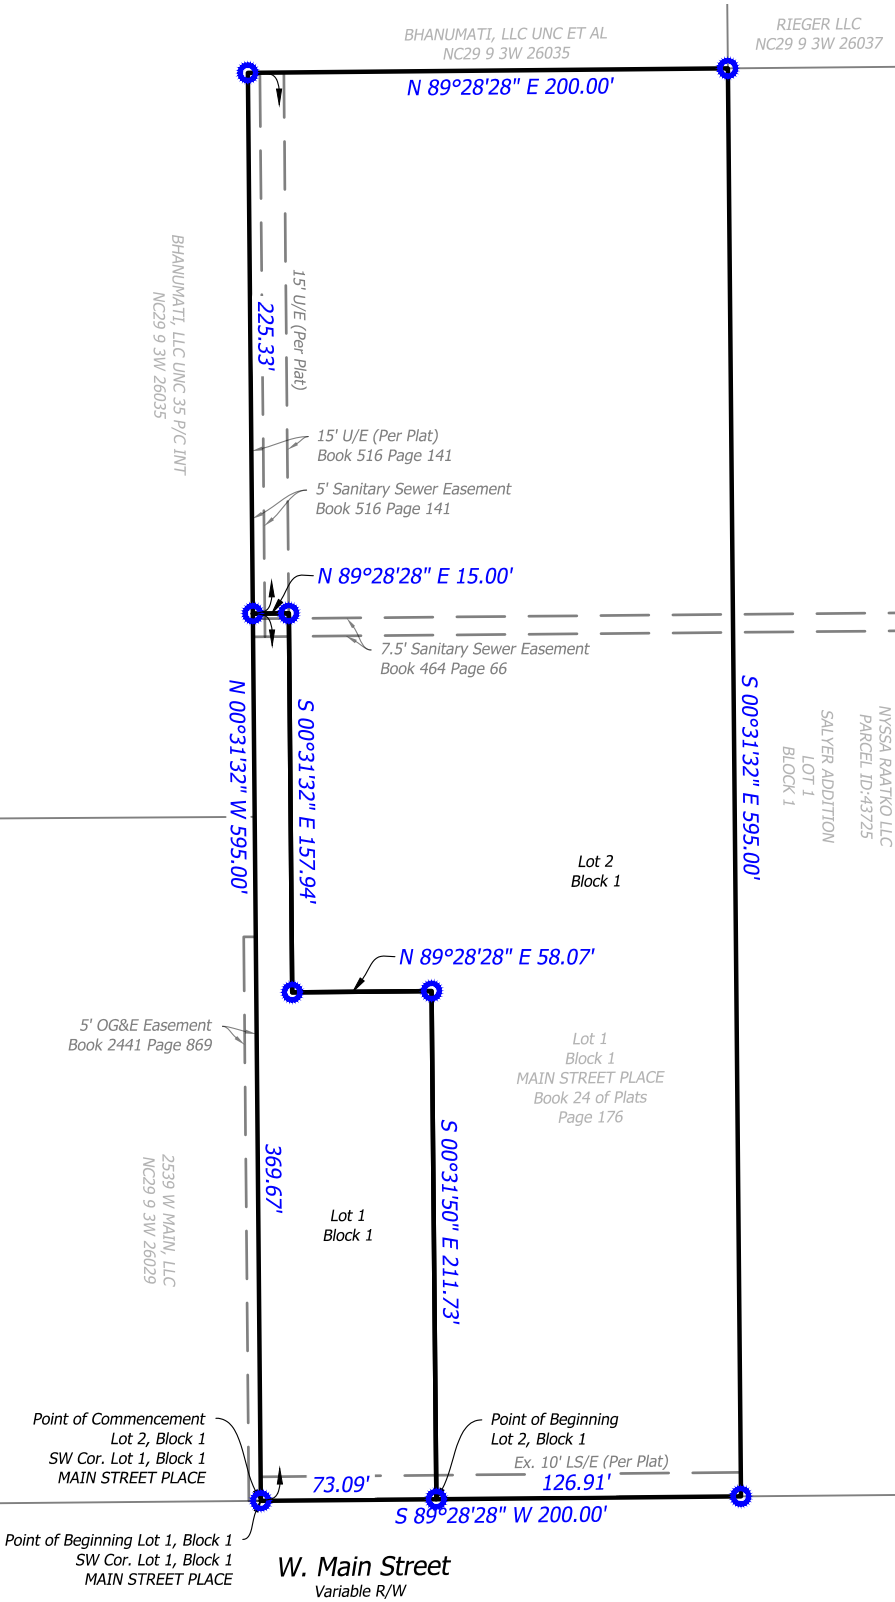 BHANUMATI, LLC UNC ET AL
NC29 9 3W 26035
RIEGER LLC
NC29 9 3W 26037
N 89°28'28" E 200.00'
BHANUMATI, LLC UNC 35 P/C INT
NC29 9 3W 26035
225.33'
15' U/E (Per Plat)
15' U/E (Per Plat)
Book 516 Page 141
5' Sanitary Sewer Easement
Book 516 Page 141
N 89°28'28" E 15.00'
7.5' Sanitary Sewer Easement
Book 464 Page 66
N 00°31'32" W 595.00'
S 00°31'32" E 157.94'
S 00°31'32" E 595.00'
NYSSA RAATKO LLC
PARCEL ID:43725
SALYER ADDITION
LOT 1
BLOCK 1
Lot 2
Block 1
N 89°28'28" E 58.07'
5' OG&E Easement
Book 2441 Page 869
Lot 1
Block 1
MAIN STREET PLACE
Book 24 of Plats
Page 176
2539 W MAIN, LLC
NC29 9 3W 26029
369.67'
S 00°31'50" E 211.73'
Lot 1
Block 1
Point of Commencement
Lot 2, Block 1
SW Cor. Lot 1, Block 1
MAIN STREET PLACE
Point of Beginning
Lot 2, Block 1
Ex. 10' LS/E (Per Plat)
73.09'
126.91'
S 89°28'28" W 200.00'
Point of Beginning Lot 1, Block 1
SW Cor. Lot 1, Block 1
MAIN STREET PLACE
W. Main Street
Variable R/W